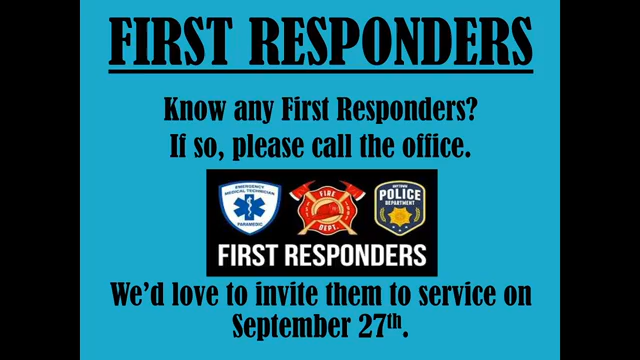 FIRST RESPONDERS
Know any First Responders?
If so, please call the office.
EMERGENCY
MEDICAL TECHNICIAN
PARAMEDIC
FIRE
DEPT.
POLICE
DEPARTMENT
FIRST RESPONDERS
We'd love to invite them to service on
September 27th.